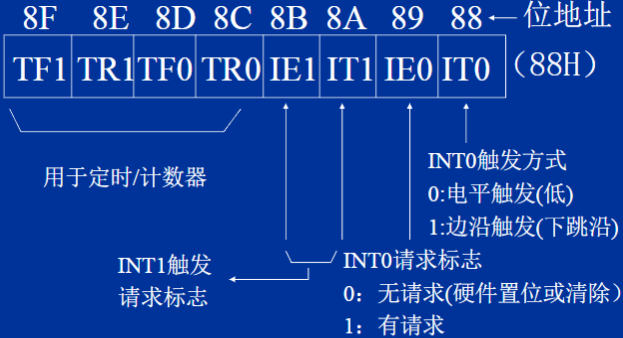 8F 8E 8D 8C 8B 8A 89 88 位地址
TF1 TR1 TF0 TR0 IE1 IT1 IE0 IT0 （88H）
用于定时/计数器
INT0触发方式
0:电平触发(低)
1:边沿触发(下跳沿)
INT1触发
请求标志
INT0请求标志
0：无请求(硬件置位或清除）
1：有请求